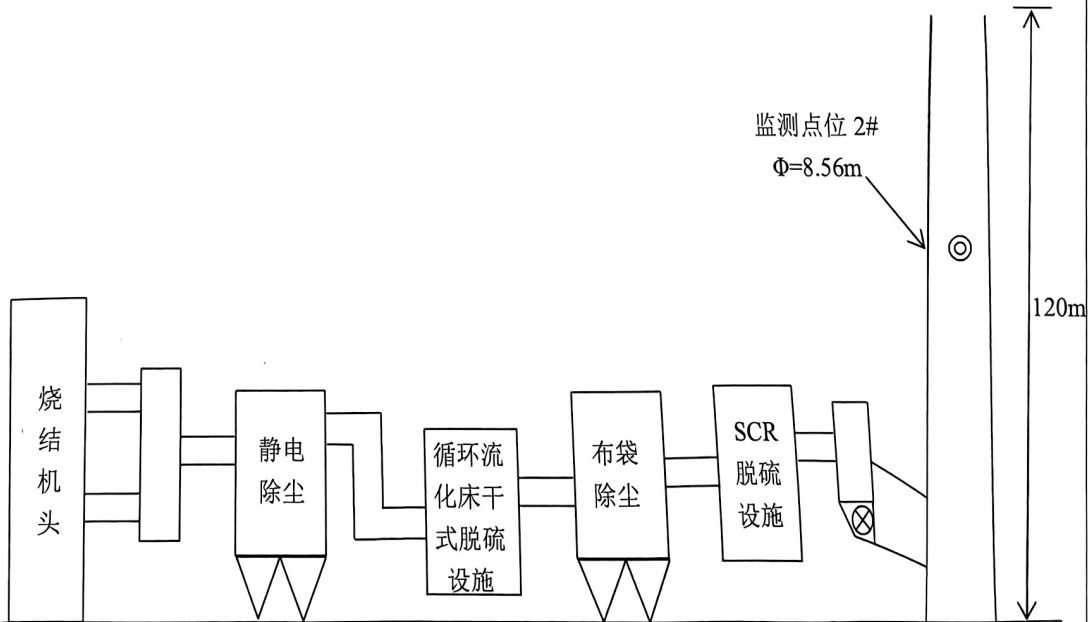 监测点位 2#
Φ=8.56m
120m
烧
结
机
头
静电
除尘
循环流
化床干
式脱硫
设施
布袋
除尘
SCR
脱硫
设施